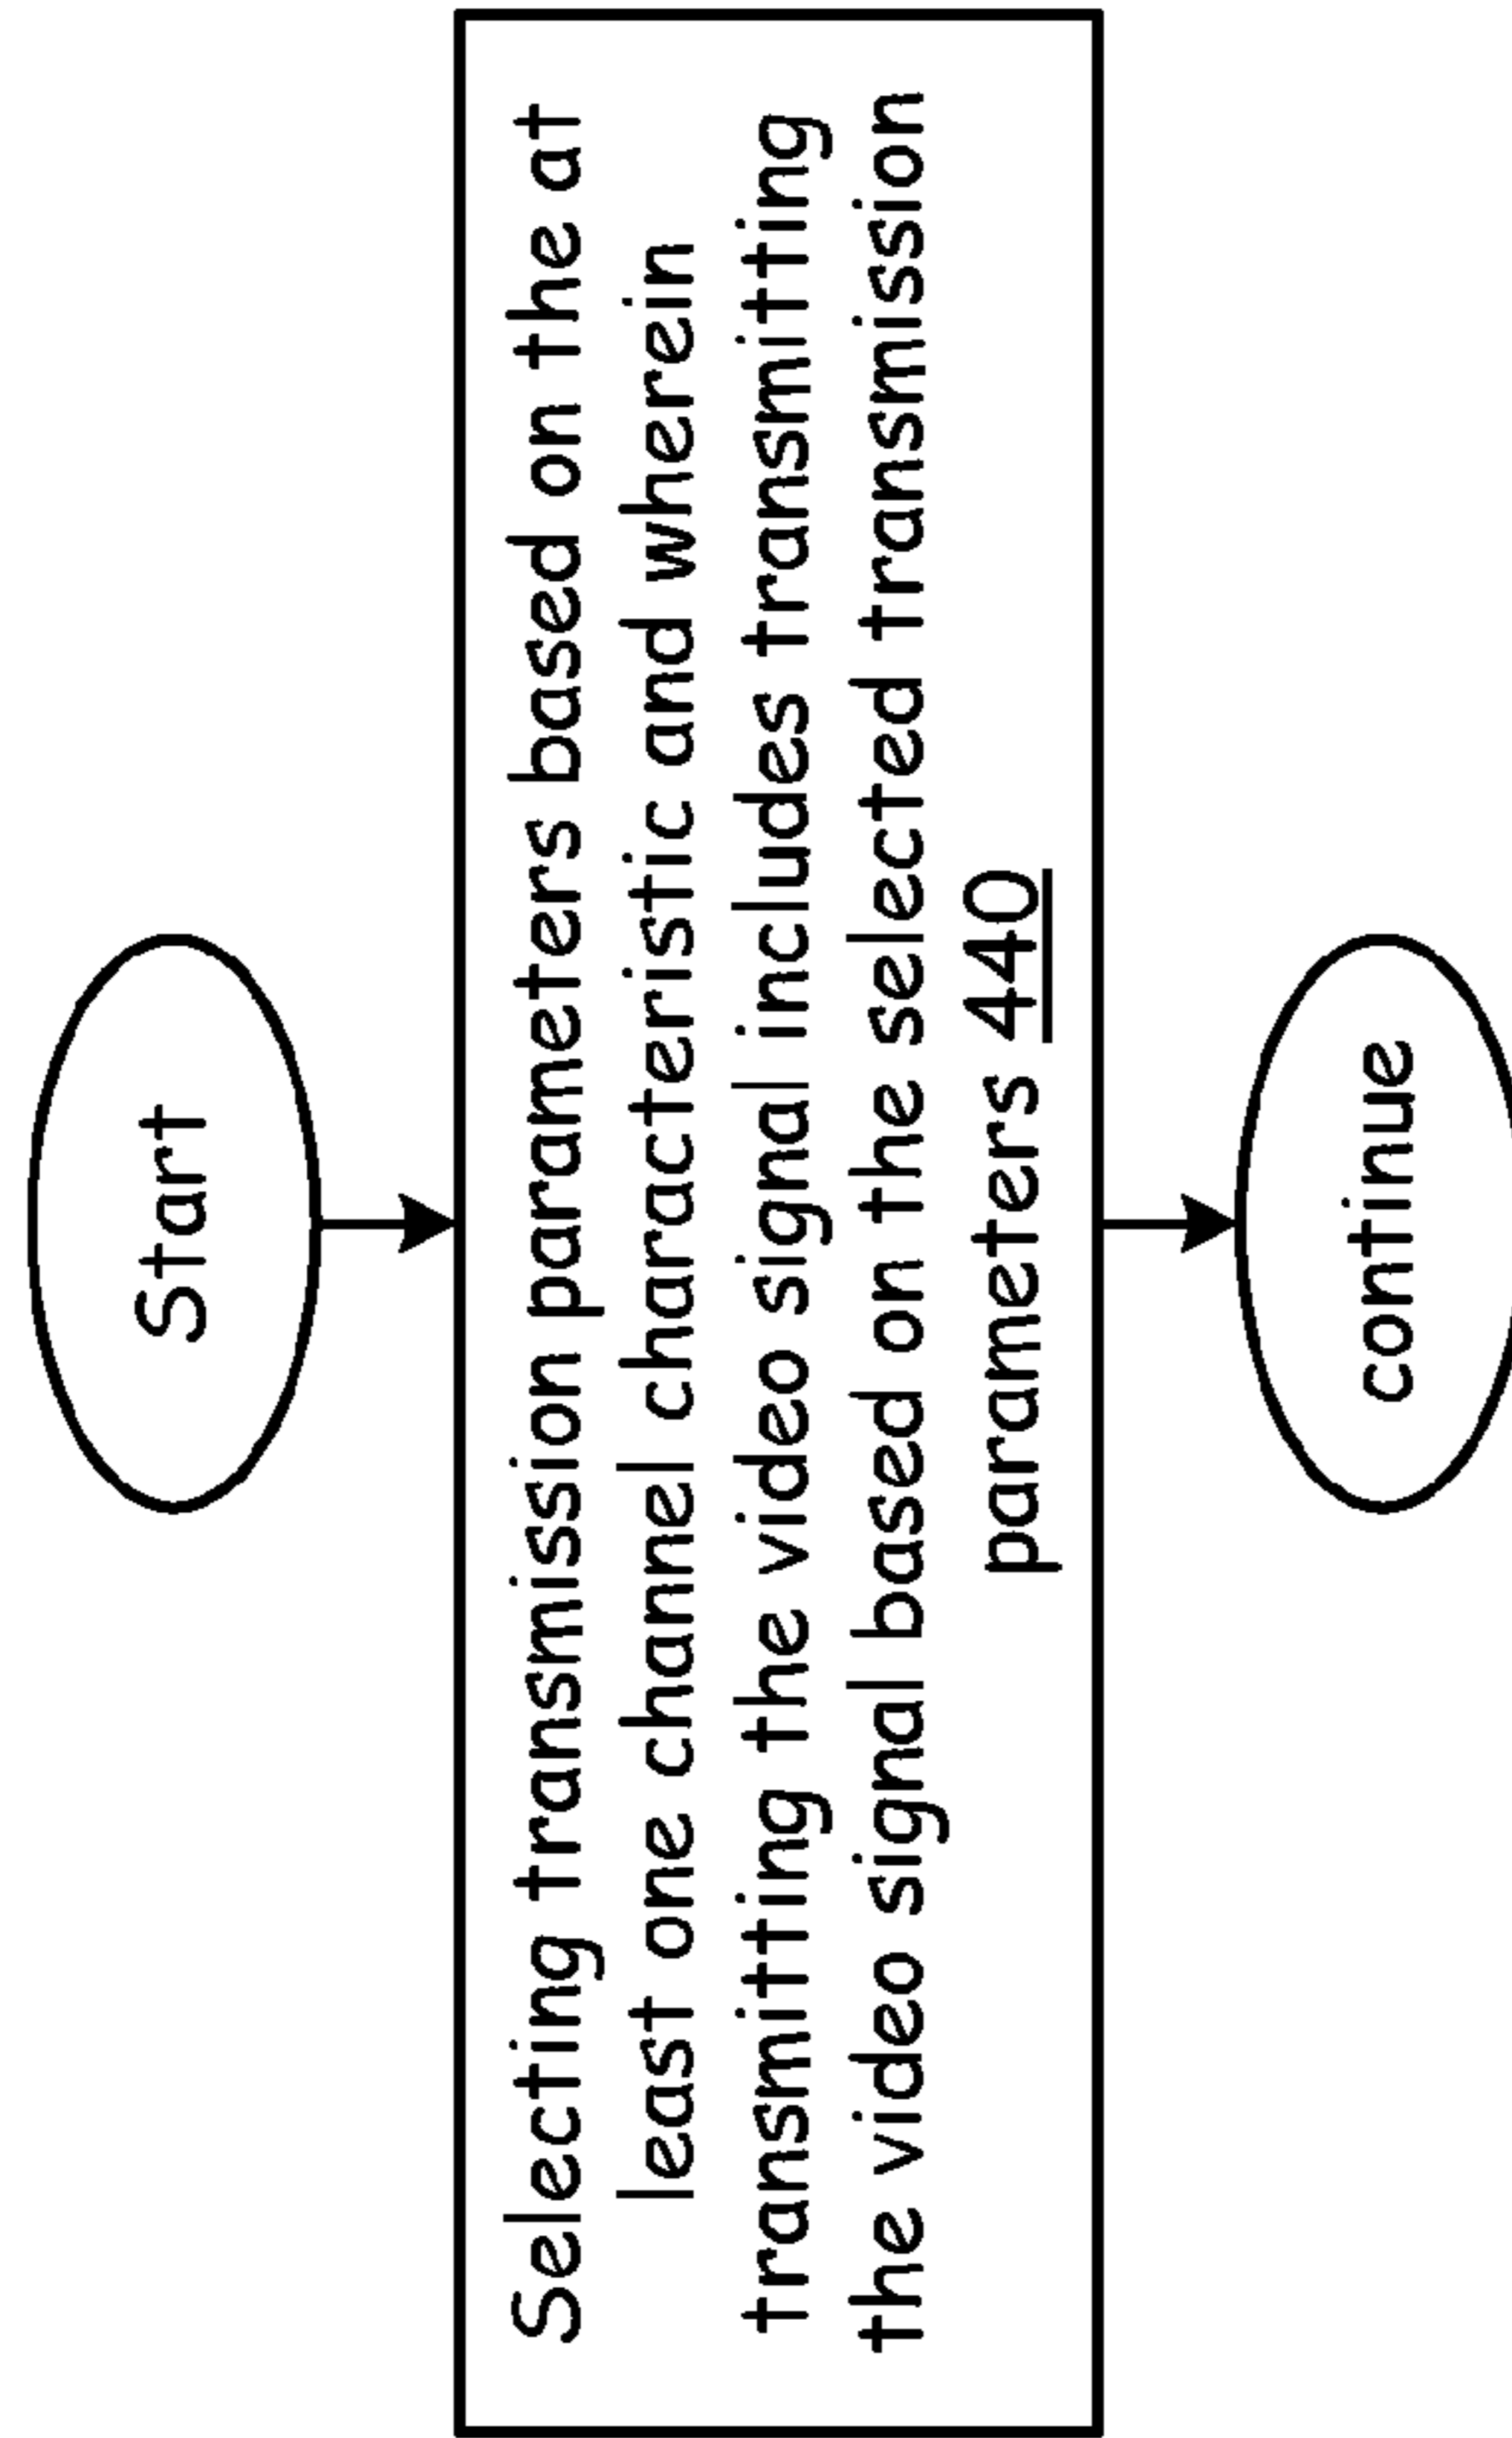 Start
Selecting transmission parameters based on the at
least one channel characteristic and wherein
transmitting the video signal includes transmitting
the video signal based on the selected transmission
parameters 440
continue